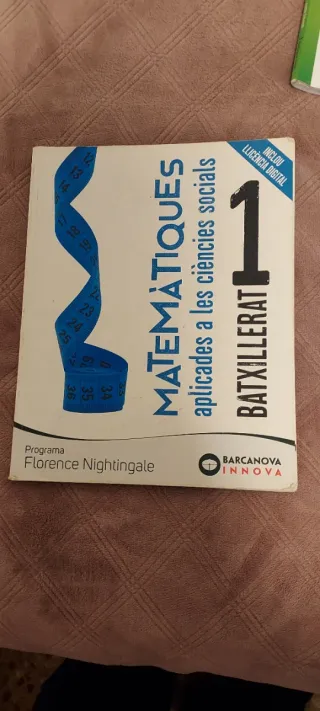 INCLOU
LLICÈNCIA DIGITAL
MATEMÀTIQUES
aplicades a les ciències socials
BATXILLERAT 1
Programa
Florence Nightingale
BARCANOVA
INNOVA